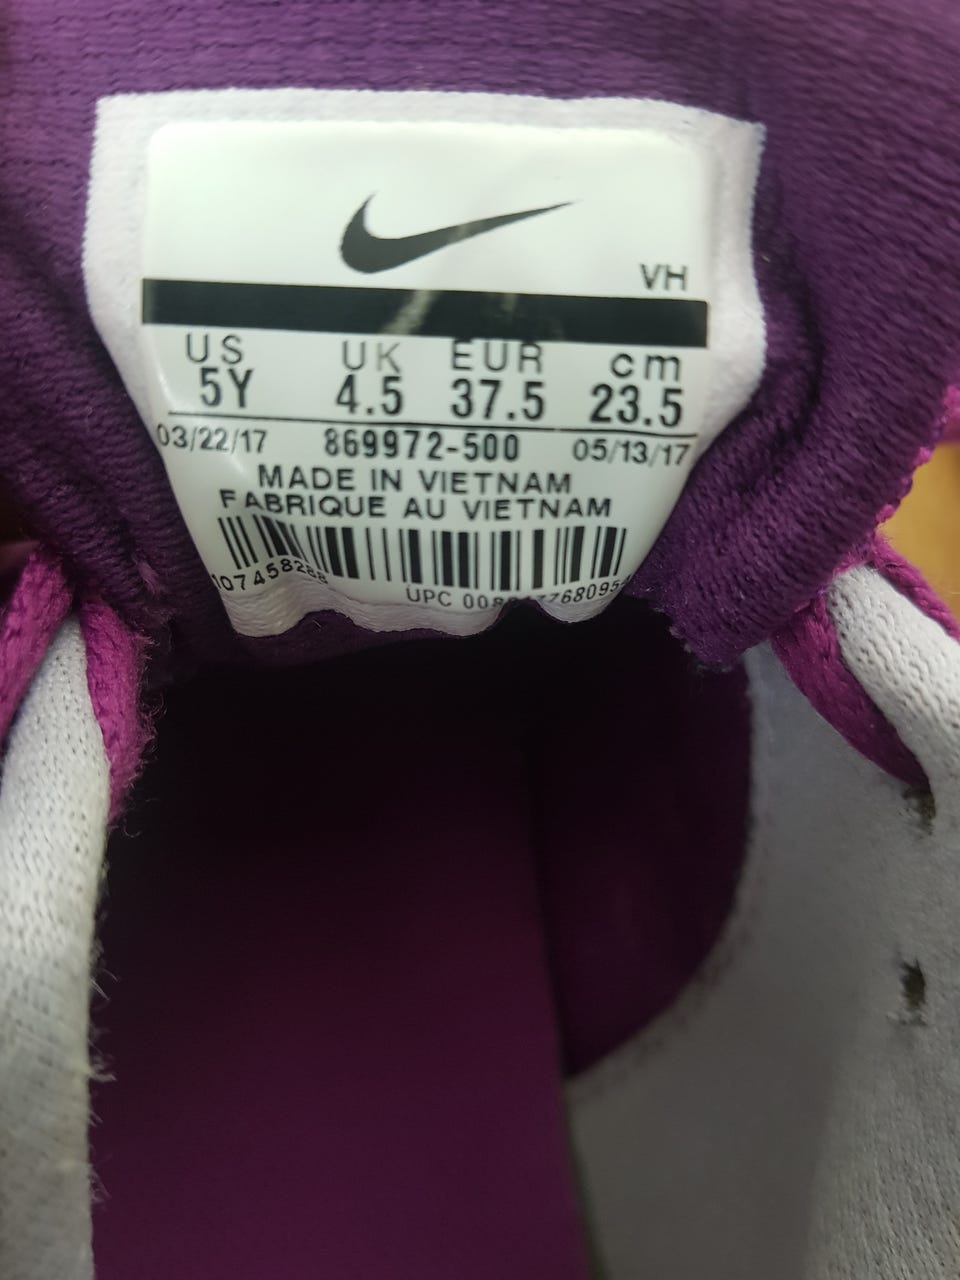 VH
US UK EUR cm
5Y 4.5 37.5 23.5
03/22/17 869972-500 05/13/17
MADE IN VIETNAM
FABRIQUE AU VIETNAM
UPC